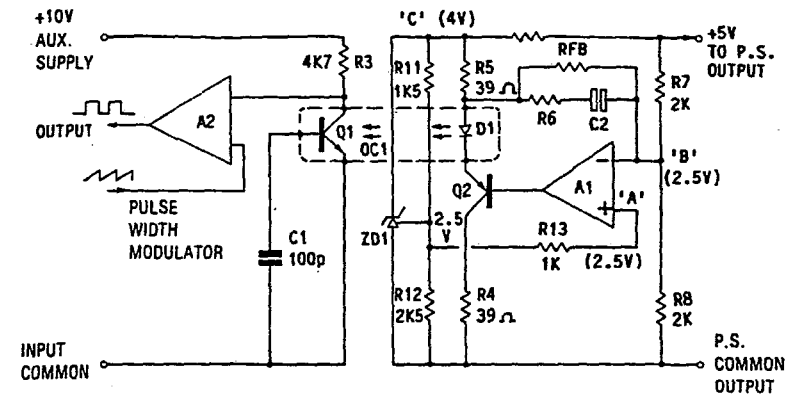 +10V
AUX.
SUPPLY
'C' (4V)
+5V
TO P.S.
OUTPUT
4K7 R3
R11
1K5
R5
39 Ω
RFB
R7
2K
R6
C2
A2
OUTPUT
Q1
OC1
D1
'B'
(2.5V)
A1
'A'
Q2
PULSE
WIDTH
MODULATOR
ZD1
2.5
V
R13
1K
(2.5V)
C1
100p
R12
2K5
R4
39 Ω
R8
2K
INPUT
COMMON
P.S.
COMMON
OUTPUT